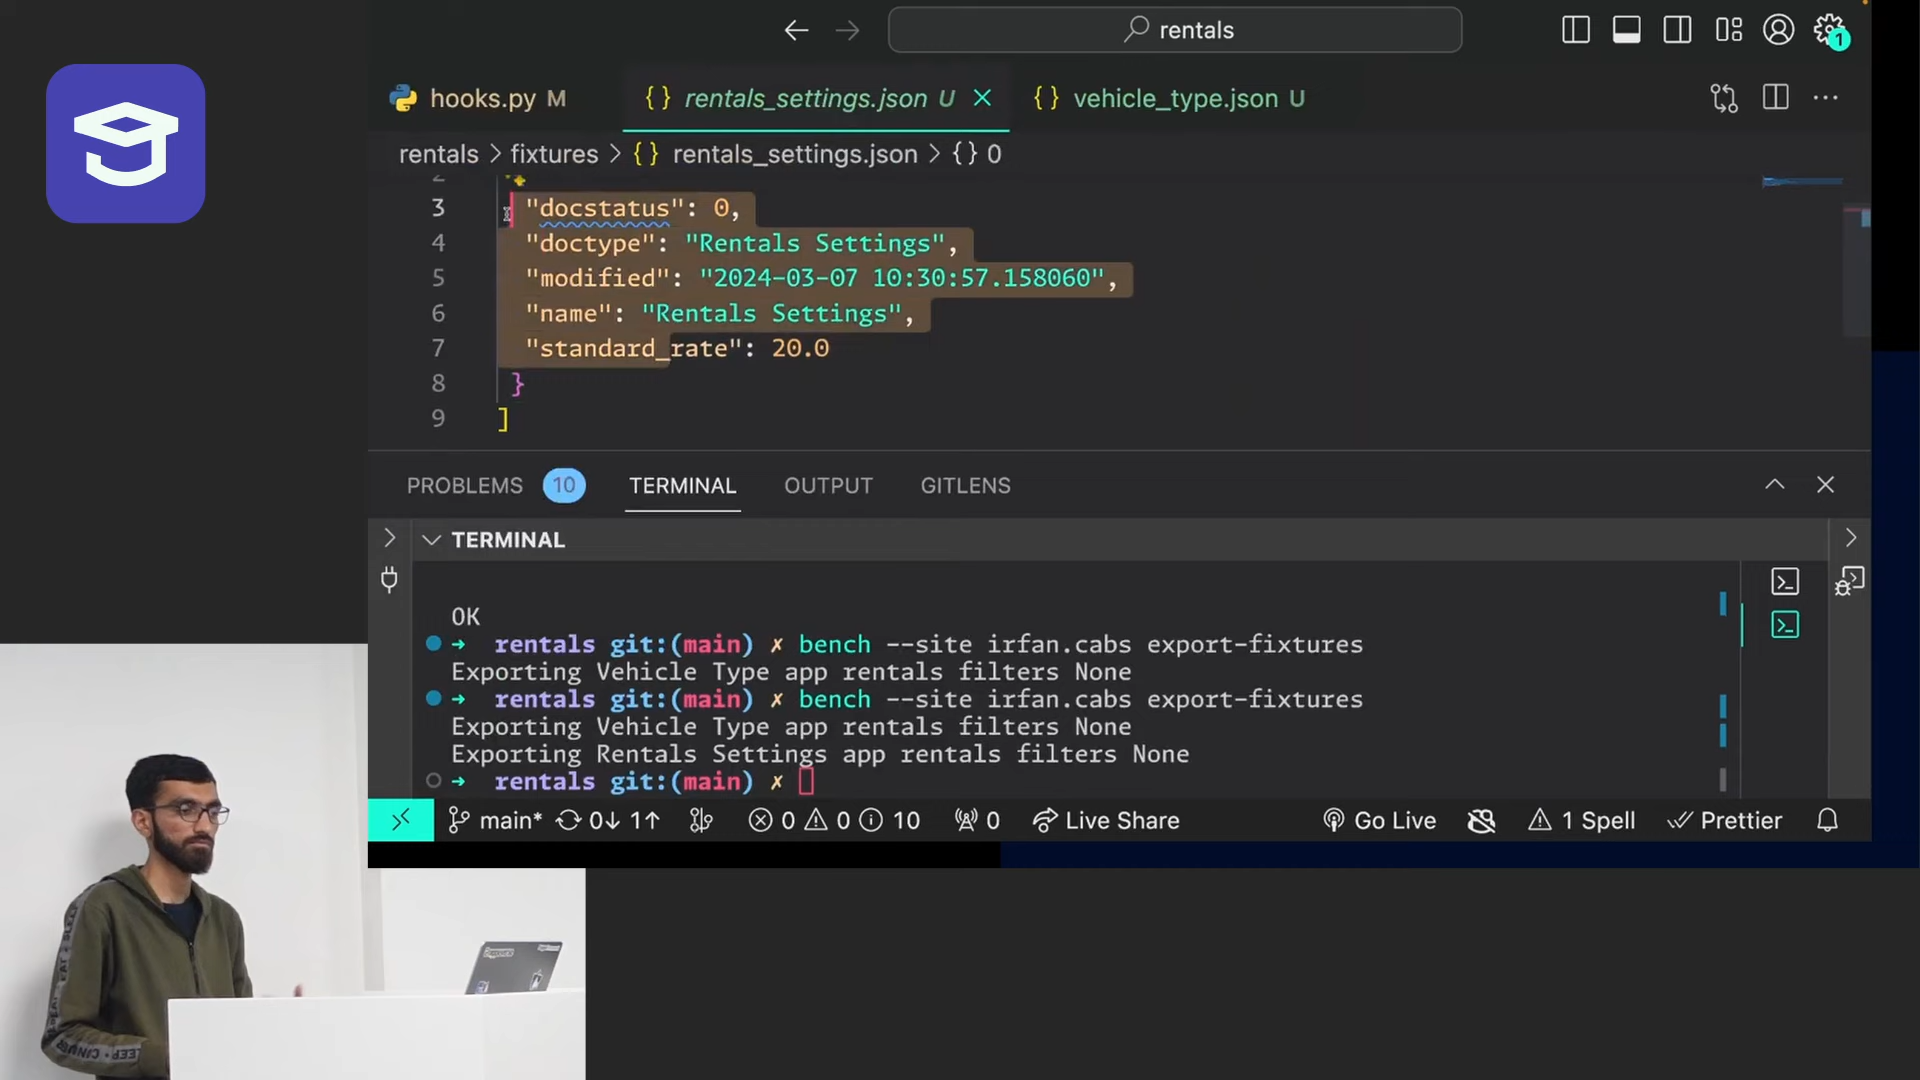 rentals
1
hooks.py M
{} rentals_settings.json U
{} vehicle_type.json U
rentals > fixtures > {} rentals_settings.json > {} 0
2
3 "docstatus": 0,
4 "doctype": "Rentals Settings",
5 "modified": "2024-03-07 10:30:57.158060",
6 "name": "Rentals Settings",
7 "standard_rate": 20.0
8 }
9 ]
PROBLEMS 10 TERMINAL OUTPUT GITLENS
TERMINAL
OK
➜ rentals git:(main) ✗ bench --site irfan.cabs export-fixtures
Exporting Vehicle Type app rentals filters None
➜ rentals git:(main) ✗ bench --site irfan.cabs export-fixtures
Exporting Vehicle Type app rentals filters None
Exporting Rentals Settings app rentals filters None
➜ rentals git:(main) ✗
main* 0↓ 1↑ 0 0 10 0 Live Share Go Live 1 Spell Prettier